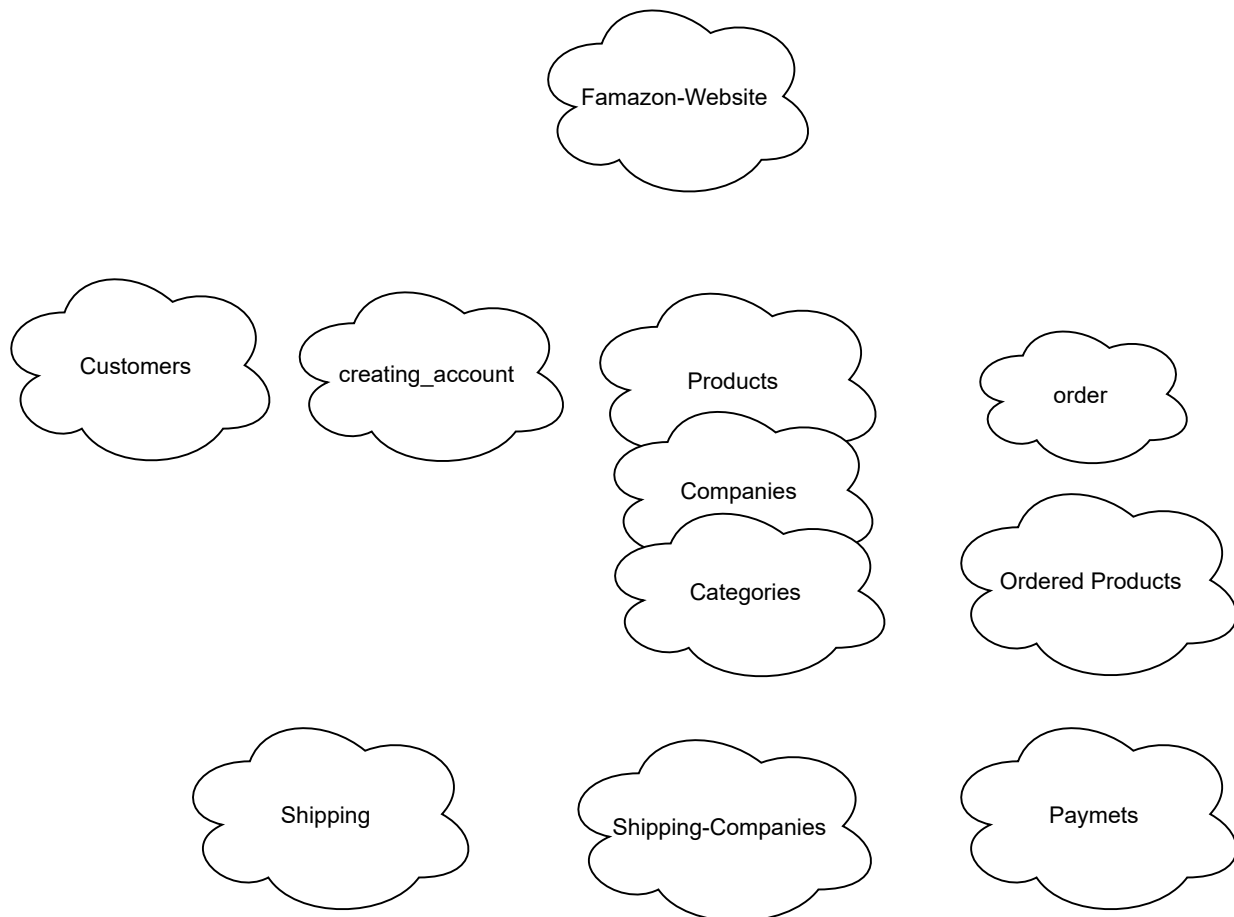 Famazon-Website
Customers
creating_account
Products
order
Companies
Categories
Ordered Products
Shipping
Shipping-Companies
Paymets